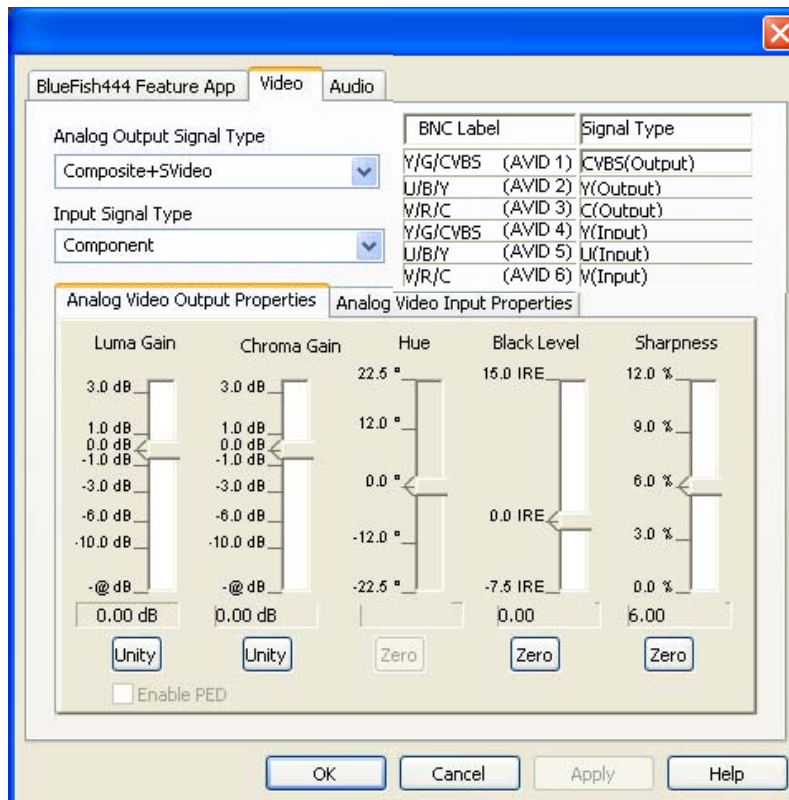 BlueFish444 Feature App Video Audio
Analog Output Signal Type
Composite+SVideo
Input Signal Type
Component
BNC Label Signal Type
Y/G/CVBS (AVID 1) CVBS(Output)
U/B/Y (AVID 2) Y(Output)
V/R/C (AVID 3) C(Output)
Y/G/CVBS (AVID 4) Y(Input)
U/B/Y (AVID 5) U(Input)
V/R/C (AVID 6) V(Input)
Analog Video Output Properties Analog Video Input Properties
Luma Gain Chroma Gain Hue Black Level Sharpness
3.0 dB 3.0 dB 22.5 ° 15.0 IRE 12.0 %
1.0 dB 1.0 dB 12.0 ° 9.0 %
0.0 dB 0.0 dB
-1.0 dB -1.0 dB
-3.0 dB -3.0 dB 0.0 ° 6.0 %
-6.0 dB -6.0 dB 0.0 IRE
-10.0 dB -10.0 dB -12.0 ° 3.0 %
-@ dB -@ dB -22.5 ° -7.5 IRE 0.0 %
0.00 dB 0.00 dB 0.00 6.00
Unity Unity Zero Zero Zero
Enable PED
OK Cancel Apply Help